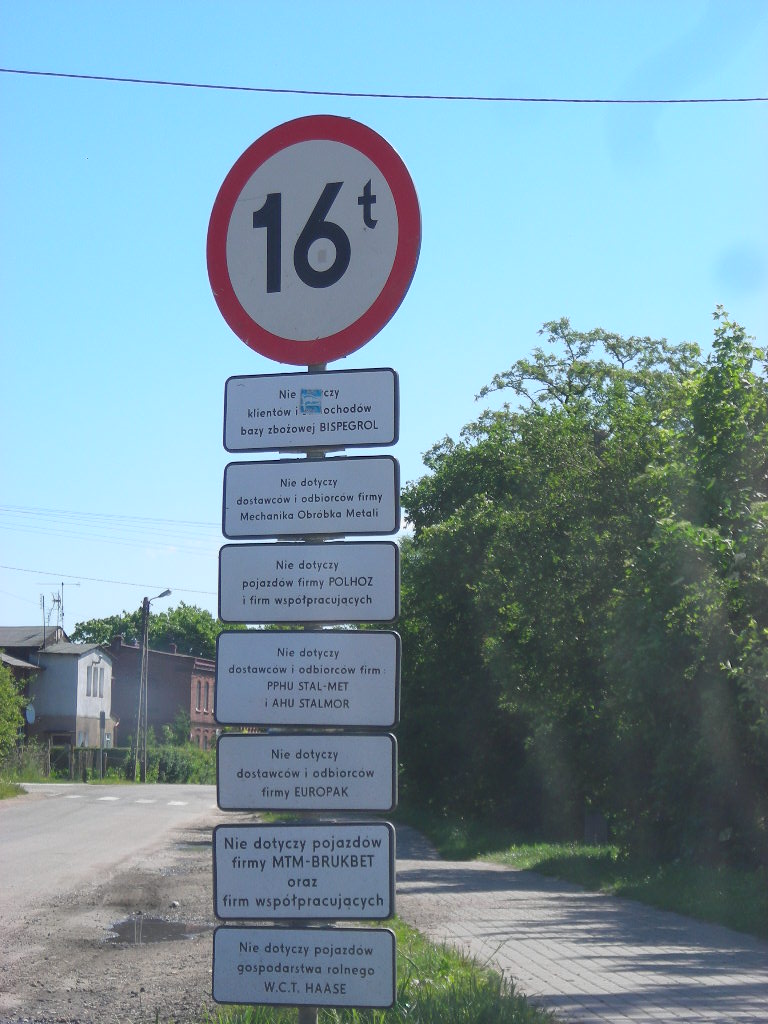 16 t
Nie
klientów i
bazy zbożowej BISPEGROL
Nie dotyczy
dostawców i odbiorców firmy
Mechanika Obróbka Metali
Nie dotyczy
pojazdów firmy POLHOZ
i firm współpracujących
Nie dotyczy
dostawców i odbiorców firm:
PPHU STAL-MET
i AHU STALMOR
Nie dotyczy
dostawców i odbiorców
firmy EUROPAK
Nie dotyczy pojazdów
firmy MTM-BRUKBET
oraz
firm współpracujących
Nie dotyczy pojazdów
gospodarstwa rolnego
W.C.T. HAASE